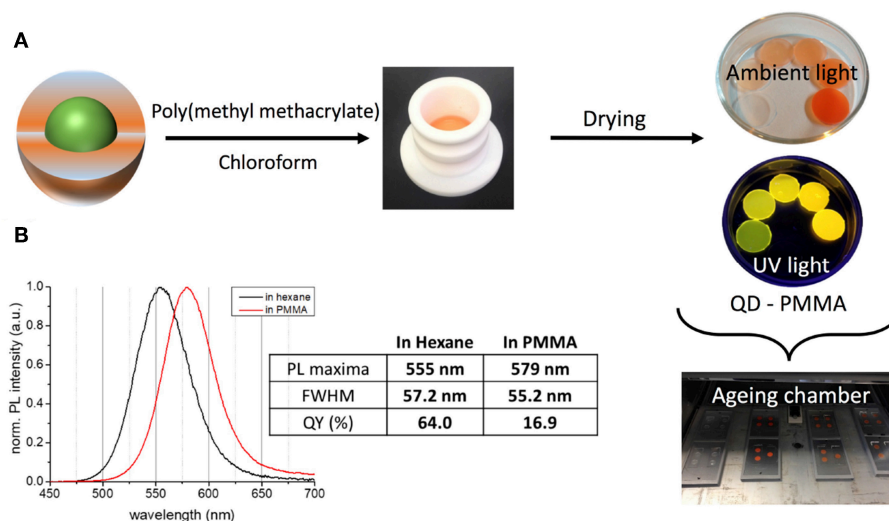 A
Poly(methyl methacrylate)
Chloroform
Drying
Ambient light
UV light
QD - PMMA
Ageing chamber
B
norm. PL intensity (a.u.)
1.0
0.8
0.6
0.4
0.2
0.0
450 500 550 600 650 700
wavelength (nm)
in hexane
in PMMA
In Hexane In PMMA
PL maxima 555 nm 579 nm
FWHM 57.2 nm 55.2 nm
QY (%) 64.0 16.9